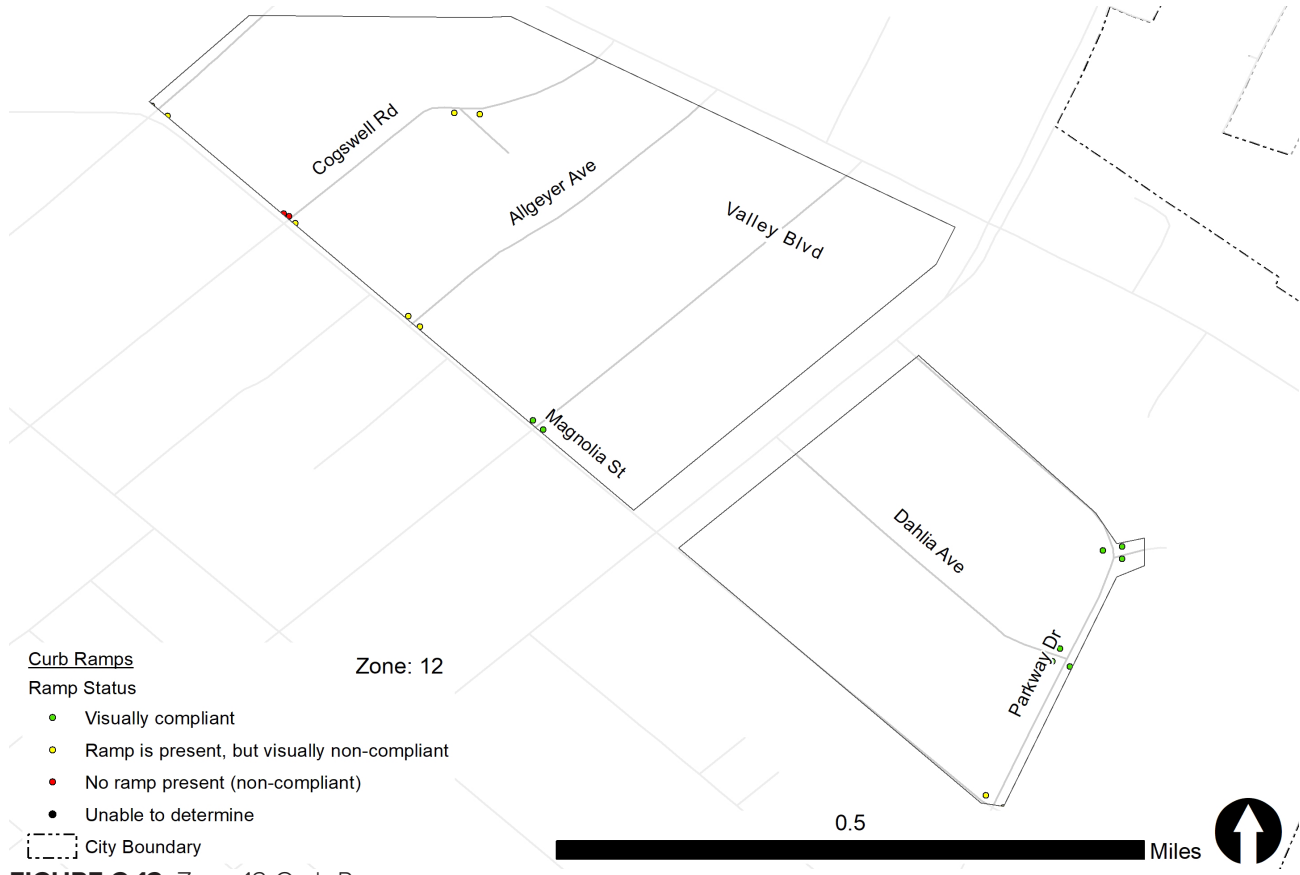 Cogswell Rd
Allgeyer Ave
Valley Blvd
Magnolia St
Dahlia Ave
Parkway Dr
Curb Ramps
Zone: 12
Ramp Status
Visually compliant
Ramp is present, but visually non-compliant
No ramp present (non-compliant)
Unable to determine
City Boundary
0.5
Miles